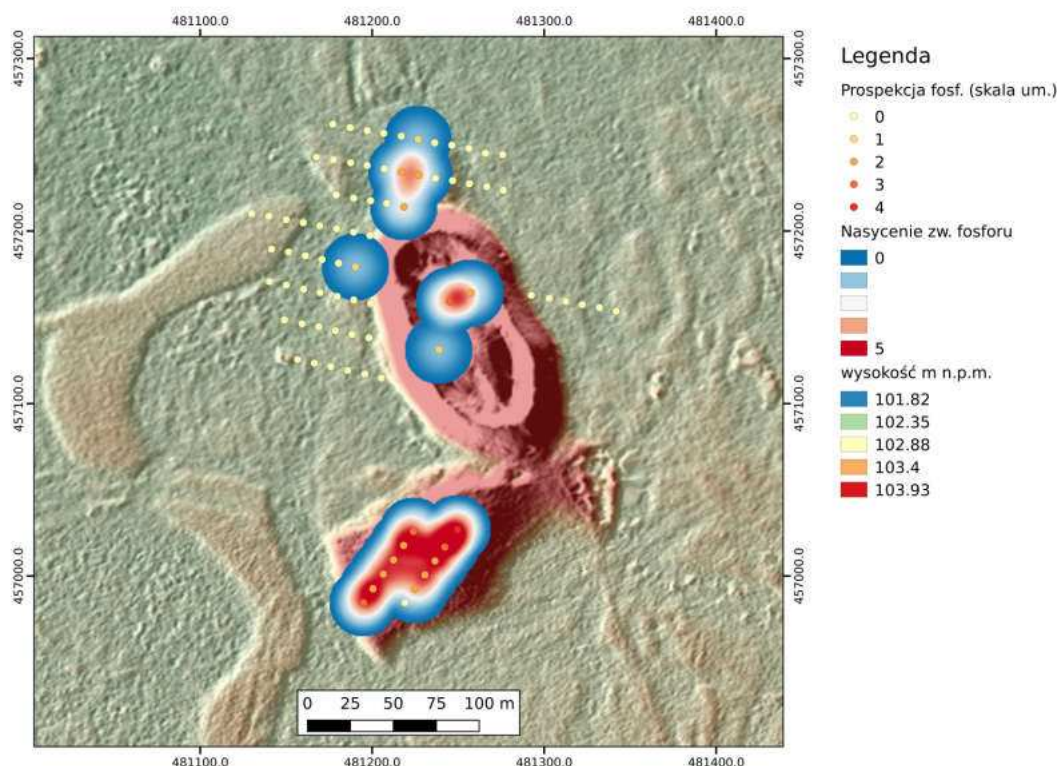 481100.0 481200.0 481300.0 481400.0
457300.0 457300.0
457200.0 457200.0
457100.0 457100.0
457000.0 457000.0
0 25 50 75 100 m
481100.0 481200.0 481300.0 481400.0
Legenda
Prospekcja fosf. (skala um.)
0
1
2
3
4
Nasycenie zw. fosforu
0
5
wysokość m n.p.m.
101.82
102.35
102.88
103.4
103.93